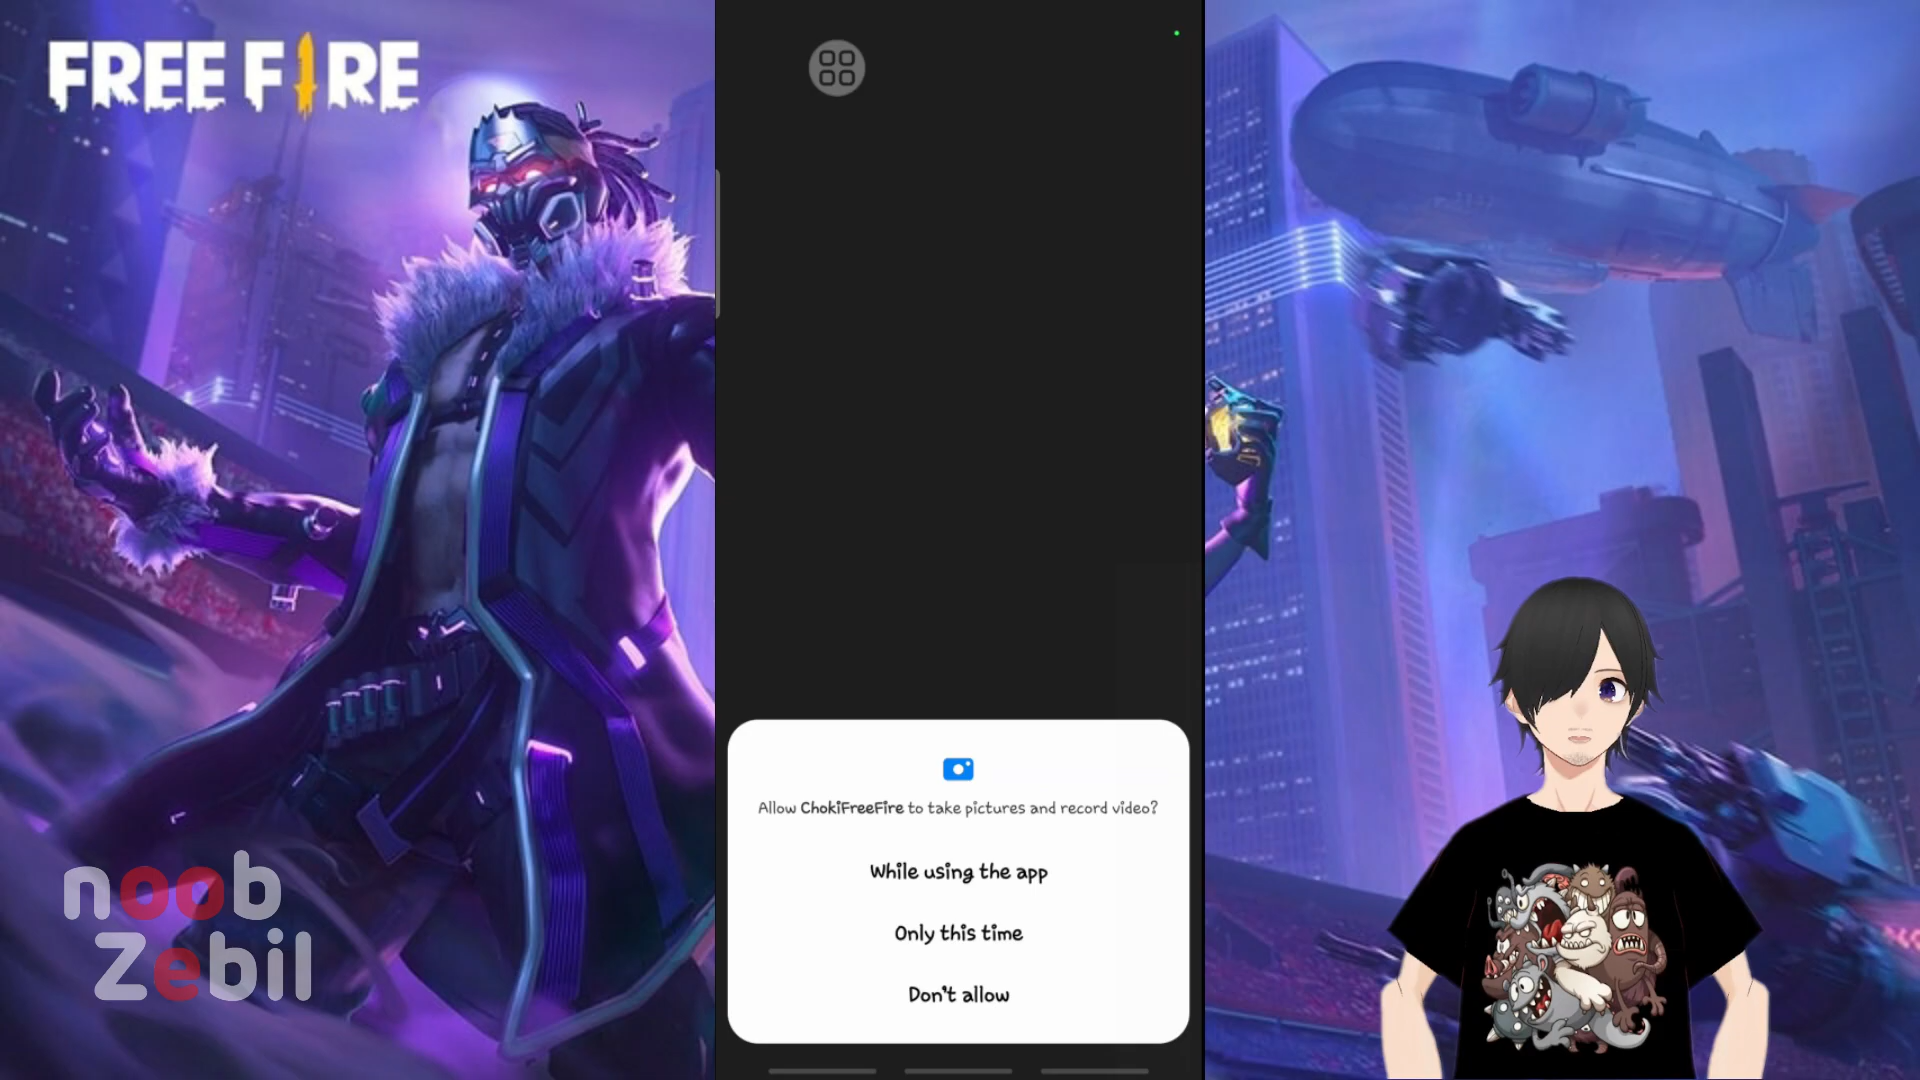 FREE FIRE
Allow ChokiFreeFire to take pictures and record video?
While using the app
Only this time
Don't allow
noob
Zebil